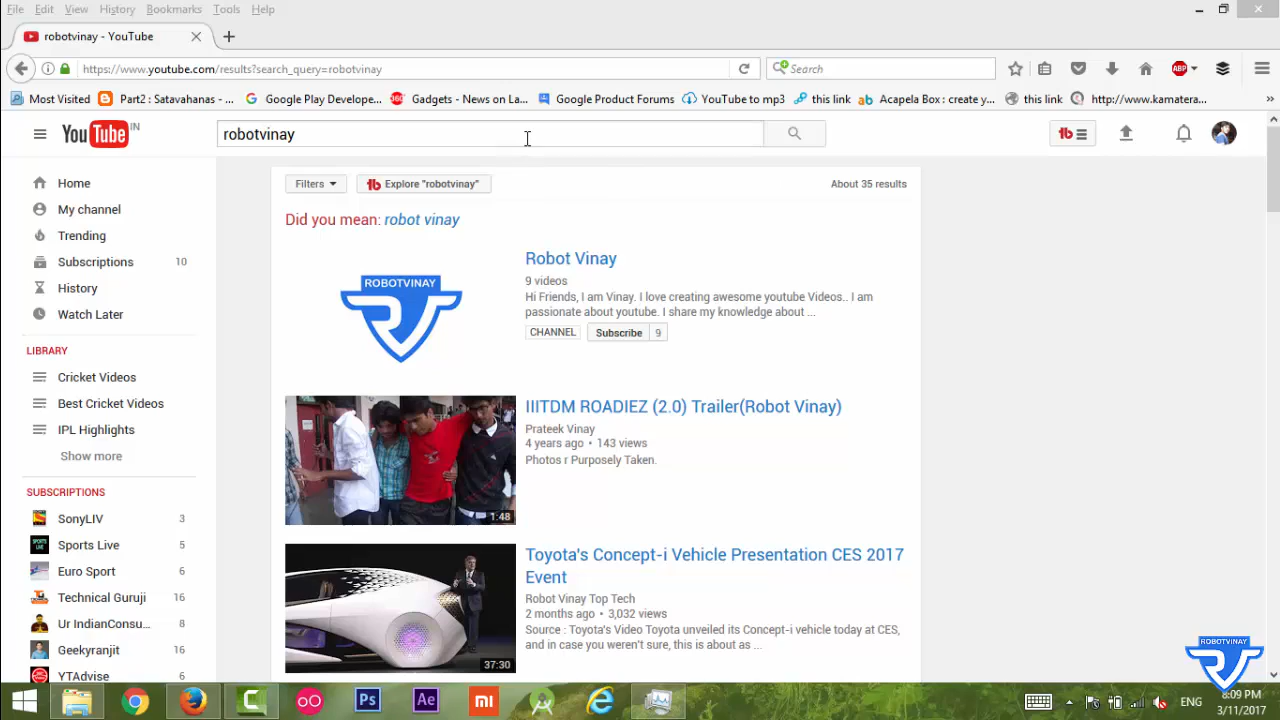 File Edit View History Bookmarks Tools Help
robotvinay - YouTube
https://www.youtube.com/results?search_query=robotvinay
Search
ABP
Most Visited
Part2 : Satavahanas - ...
Google Play Develope...
Gadgets - News on La...
Google Product Forums
YouTube to mp3
this link
Acapela Box : create y...
this link
http://www.kamatera....
YouTube IN
robotvinay
Home
My channel
Trending
Subscriptions 10
History
Watch Later
LIBRARY
Cricket Videos
Best Cricket Videos
IPL Highlights
Show more
SUBSCRIPTIONS
SonyLIV 3
Sports Live 5
Euro Sport 6
Technical Guruji 16
Ur IndianConsu... 8
Geekyranjit 16
YTAdvise 6
Filters
Explore "robotvinay"
About 35 results
Did you mean: robot vinay
ROBOTVINAY
Robot Vinay
9 videos
Hi Friends, I am Vinay. I love creating awesome youtube Videos.. I am
passionate about youtube. I share my knowledge about ...
CHANNEL Subscribe 9
1:48
IIITDM ROADIEZ (2.0) Trailer(Robot Vinay)
Prateek Vinay
4 years ago • 143 views
Photos r Purposely Taken.
37:30
Toyota's Concept-i Vehicle Presentation CES 2017
Event
Robot Vinay Top Tech
2 months ago • 3,032 views
Source : Toyota's Video Toyota unveiled its Concept-i vehicle today at CES,
and in case you weren't sure, this is about as ...
ROBOTVINAY
Ps
Ae
mi
ENG
8:09 PM
3/11/2017